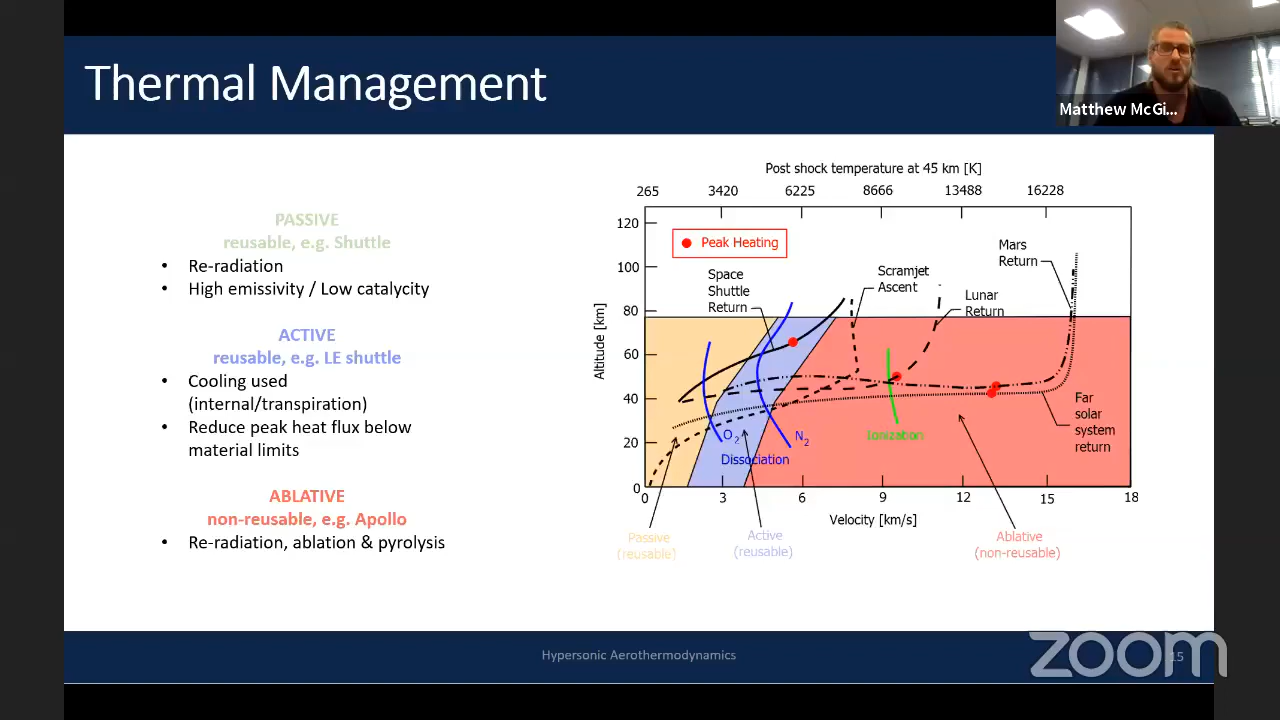 Thermal Management
Matthew McGi...
PASSIVE
reusable, e.g. Shuttle
• Re-radiation
• High emissivity / Low catalycity
ACTIVE
reusable, e.g. LE shuttle
• Cooling used
(internal/transpiration)
• Reduce peak heat flux below
material limits
ABLATIVE
non-reusable, e.g. Apollo
• Re-radiation, ablation & pyrolysis
Post shock temperature at 45 km [K]
265 3420 6225 8666 13488 16228
120
100
80
60
40
20
0
Altitude [km]
Peak Heating
Space
Shuttle
Return
Scramjet
Ascent
Lunar
Return
Mars
Return
Far
solar
system
return
O2
N2
Dissociation
Ionization
0 3 6 9 12 15 18
Velocity [km/s]
Passive
(reusable)
Active
(reusable)
Ablative
(non-reusable)
Hypersonic Aerothermodynamics
15
zoom